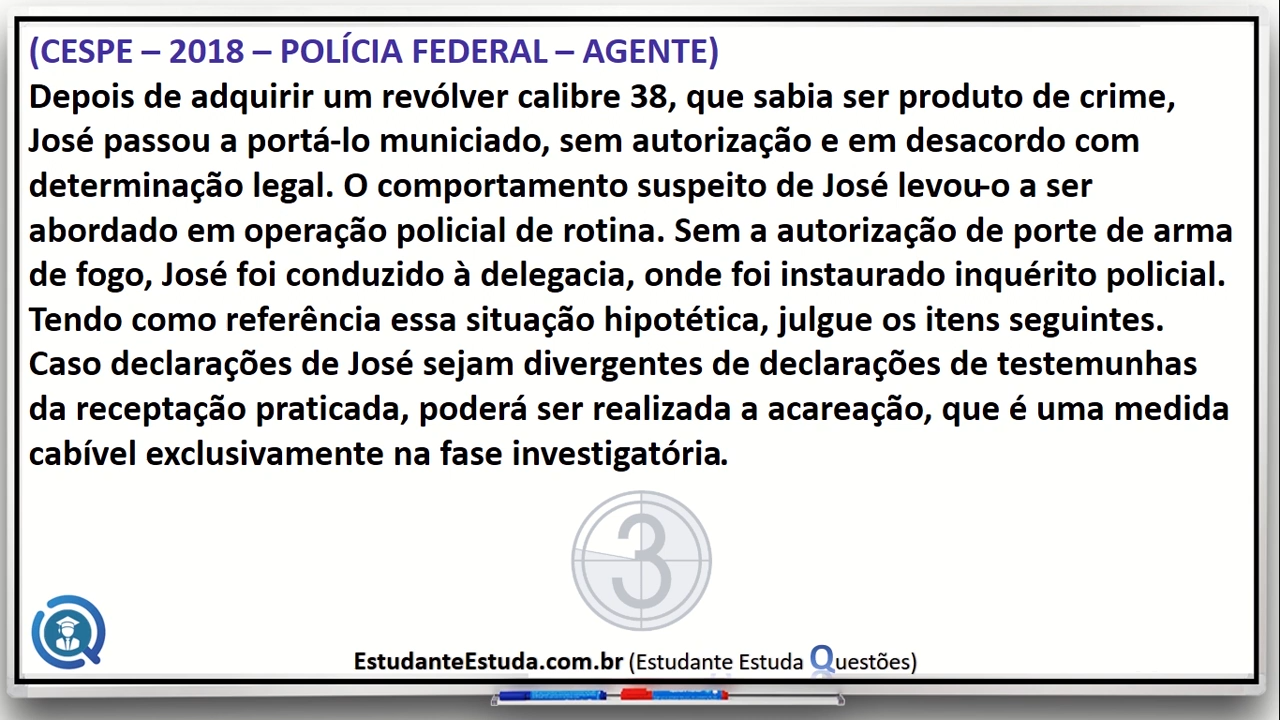 (CESPE – 2018 – POLÍCIA FEDERAL – AGENTE)
Depois de adquirir um revólver calibre 38, que sabia ser produto de crime,
José passou a portá-lo municiado, sem autorização e em desacordo com
determinação legal. O comportamento suspeito de José levou-o a ser
abordado em operação policial de rotina. Sem a autorização de porte de arma
de fogo, José foi conduzido à delegacia, onde foi instaurado inquérito policial.
Tendo como referência essa situação hipotética, julgue os itens seguintes.
Caso declarações de José sejam divergentes de declarações de testemunhas
da receptação praticada, poderá ser realizada a acareação, que é uma medida
cabível exclusivamente na fase investigatória.
3
EstudanteEstuda.com.br (Estudante Estuda Questões)